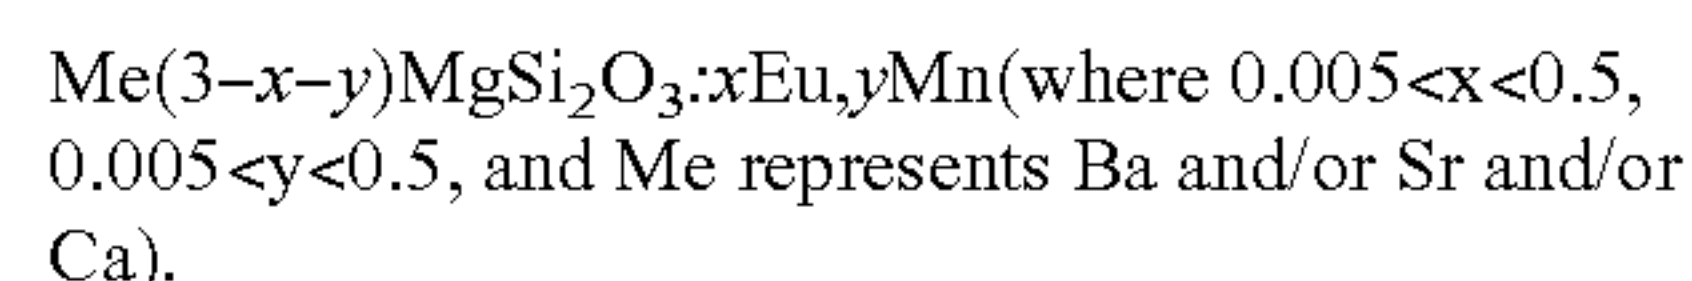 Me(3−x−y)MgSi₂O₃:xEu,yMn(where 0.005<x<0.5,
0.005<y<0.5, and Me represents Ba and/or Sr and/or
Ca).